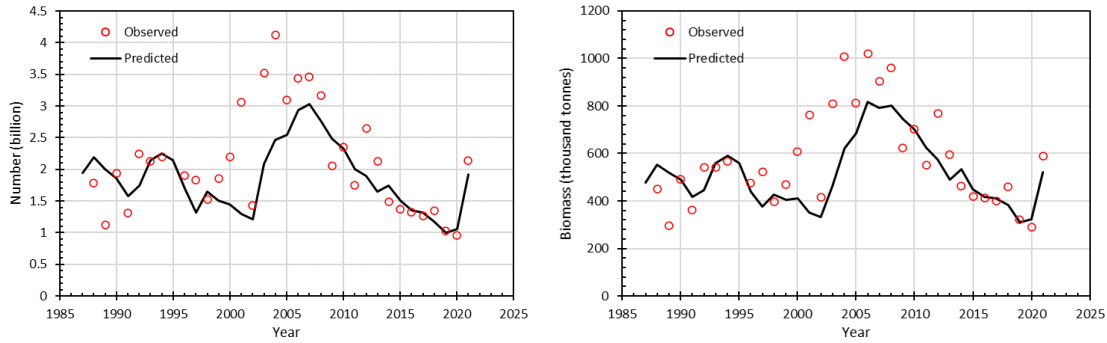 4.5
4
3.5
3
2.5
2
1.5
1
0.5
0
Number (billion)
Observed
Predicted
1985 1990 1995 2000 2005 2010 2015 2020 2025
Year
1200
1000
800
600
400
200
0
Biomass (thousand tonnes)
Observed
Predicted
1985 1990 1995 2000 2005 2010 2015 2020 2025
Year